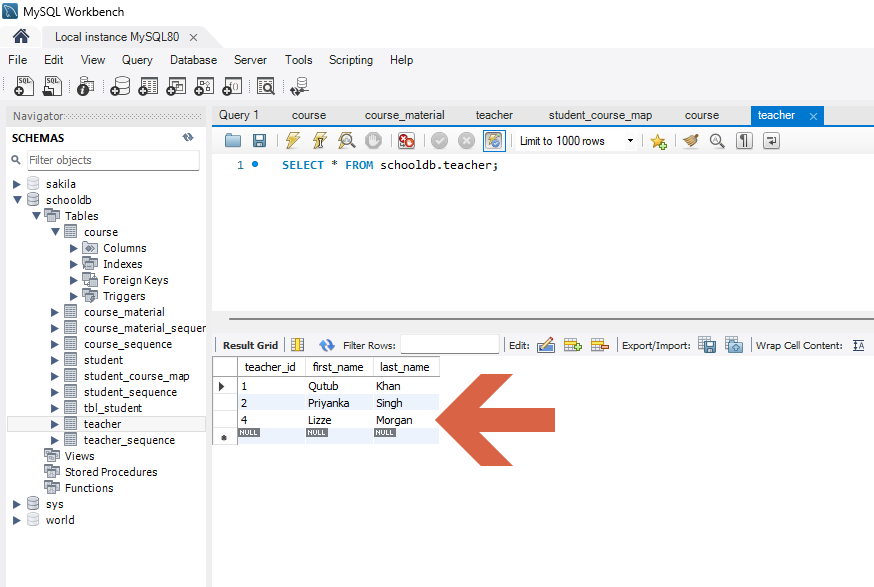 MySQL Workbench
Local instance MySQL80
File Edit View Query Database Server Tools Scripting Help
Navigator
SCHEMAS
Filter objects
sakila
schooldb
Tables
course
Columns
Indexes
Foreign Keys
Triggers
course_material
course_material_sequer
course_sequence
student
student_course_map
student_sequence
tbl_student
teacher
teacher_sequence
Views
Stored Procedures
Functions
sys
world
Query 1 course course_material teacher student_course_map course teacher
Limit to 1000 rows
1 SELECT * FROM schooldb.teacher;
Result Grid Filter Rows: Edit: Export/Import: Wrap Cell Content:
teacher_id first_name last_name
1 Qutub Khan
2 Priyanka Singh
4 Lizze Morgan
NULL NULL NULL